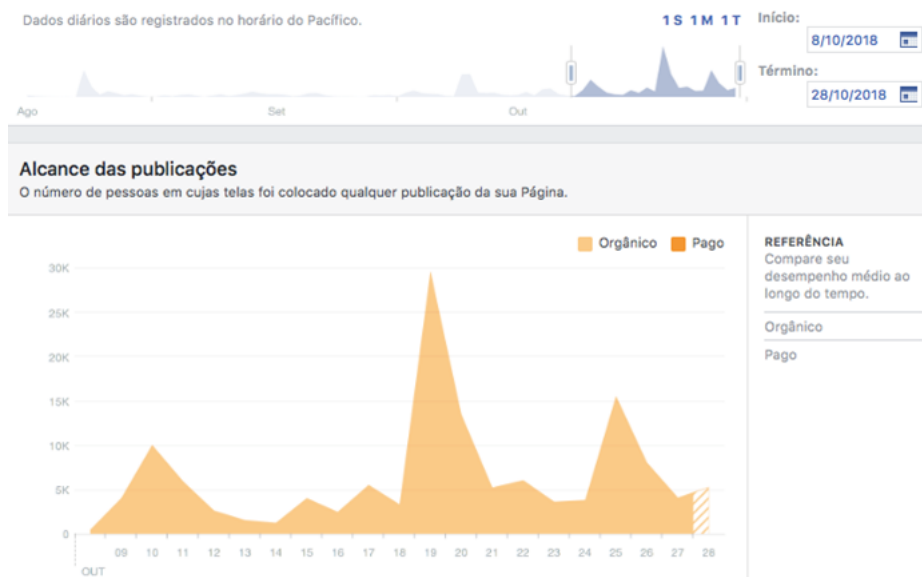 Dados diários são registrados no horário do Pacífico.
1 S 1 M 1 T
Início:
8/10/2018
Término:
28/10/2018
Ago Set Out
Alcance das publicações
O número de pessoas em cujas telas foi colocado qualquer publicação da sua Página.
Orgânico Pago
30K
25K
20K
15K
10K
5K
0
09 10 11 12 13 14 15 16 17 18 19 20 21 22 23 24 25 26 27 28
OUT
REFERÊNCIA
Compare seu
desempenho médio ao
longo do tempo.
Orgânico
Pago